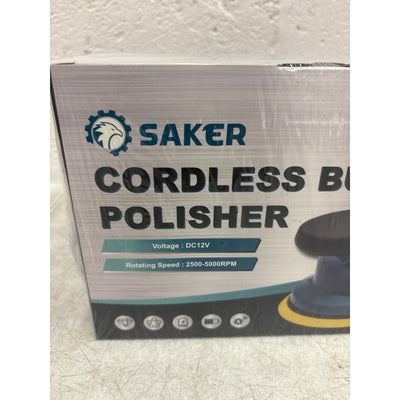 SAKER
CORDLESS BU
POLISHER
Voltage : DC12V
Rotating Speed : 2500-5000RPM